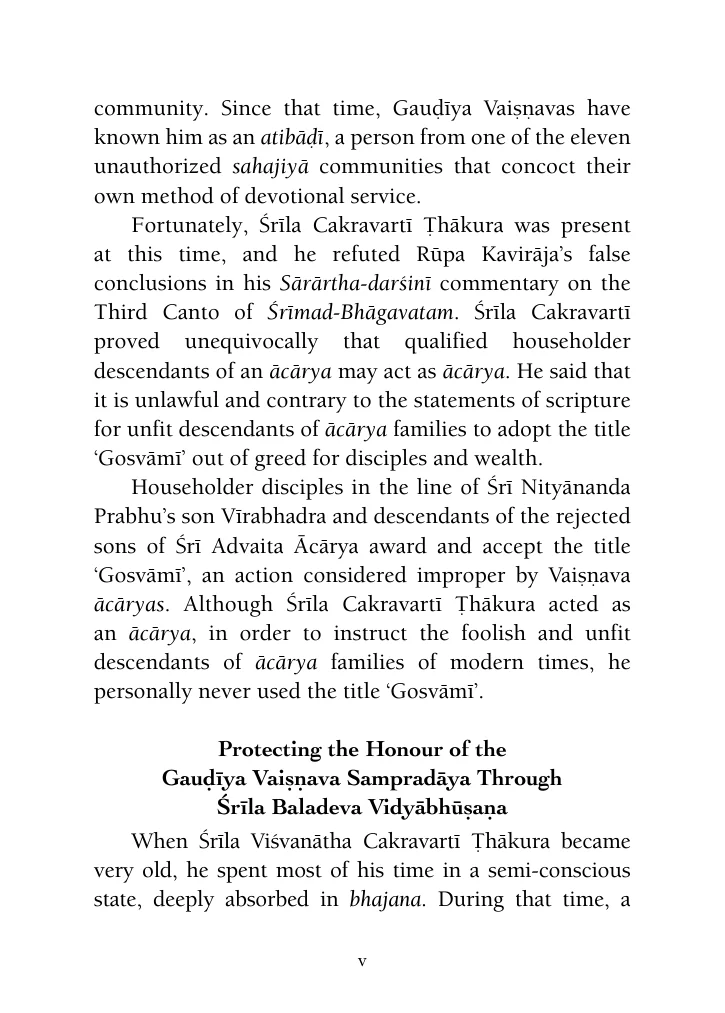 community. Since that time, Gauḍīya Vaiṣṇavas have
known him as an atibāḍī, a person from one of the eleven
unauthorized sahajiyā communities that concoct their
own method of devotional service.
Fortunately, Śrīla Cakravartī Ṭhākura was present
at this time, and he refuted Rūpa Kavirāja’s false
conclusions in his Sārārtha-darśinī commentary on the
Third Canto of Śrīmad-Bhāgavatam. Śrīla Cakravartī
proved unequivocally that qualified householder
descendants of an ācārya may act as ācārya. He said that
it is unlawful and contrary to the statements of scripture
for unfit descendants of ācārya families to adopt the title
‘Gosvāmī’ out of greed for disciples and wealth.
Householder disciples in the line of Śrī Nityānanda
Prabhu’s son Vīrabhadra and descendants of the rejected
sons of Śrī Advaita Ācārya award and accept the title
‘Gosvāmī’, an action considered improper by Vaiṣṇava
ācāryas. Although Śrīla Cakravartī Ṭhākura acted as
an ācārya, in order to instruct the foolish and unfit
descendants of ācārya families of modern times, he
personally never used the title ‘Gosvāmī’.
Protecting the Honour of the
Gauḍīya Vaiṣṇava Sampradāya Through
Śrīla Baladeva Vidyābhūṣaṇa
When Śrīla Viśvanātha Cakravartī Ṭhākura became
very old, he spent most of his time in a semi-conscious
state, deeply absorbed in bhajana. During that time, a
v